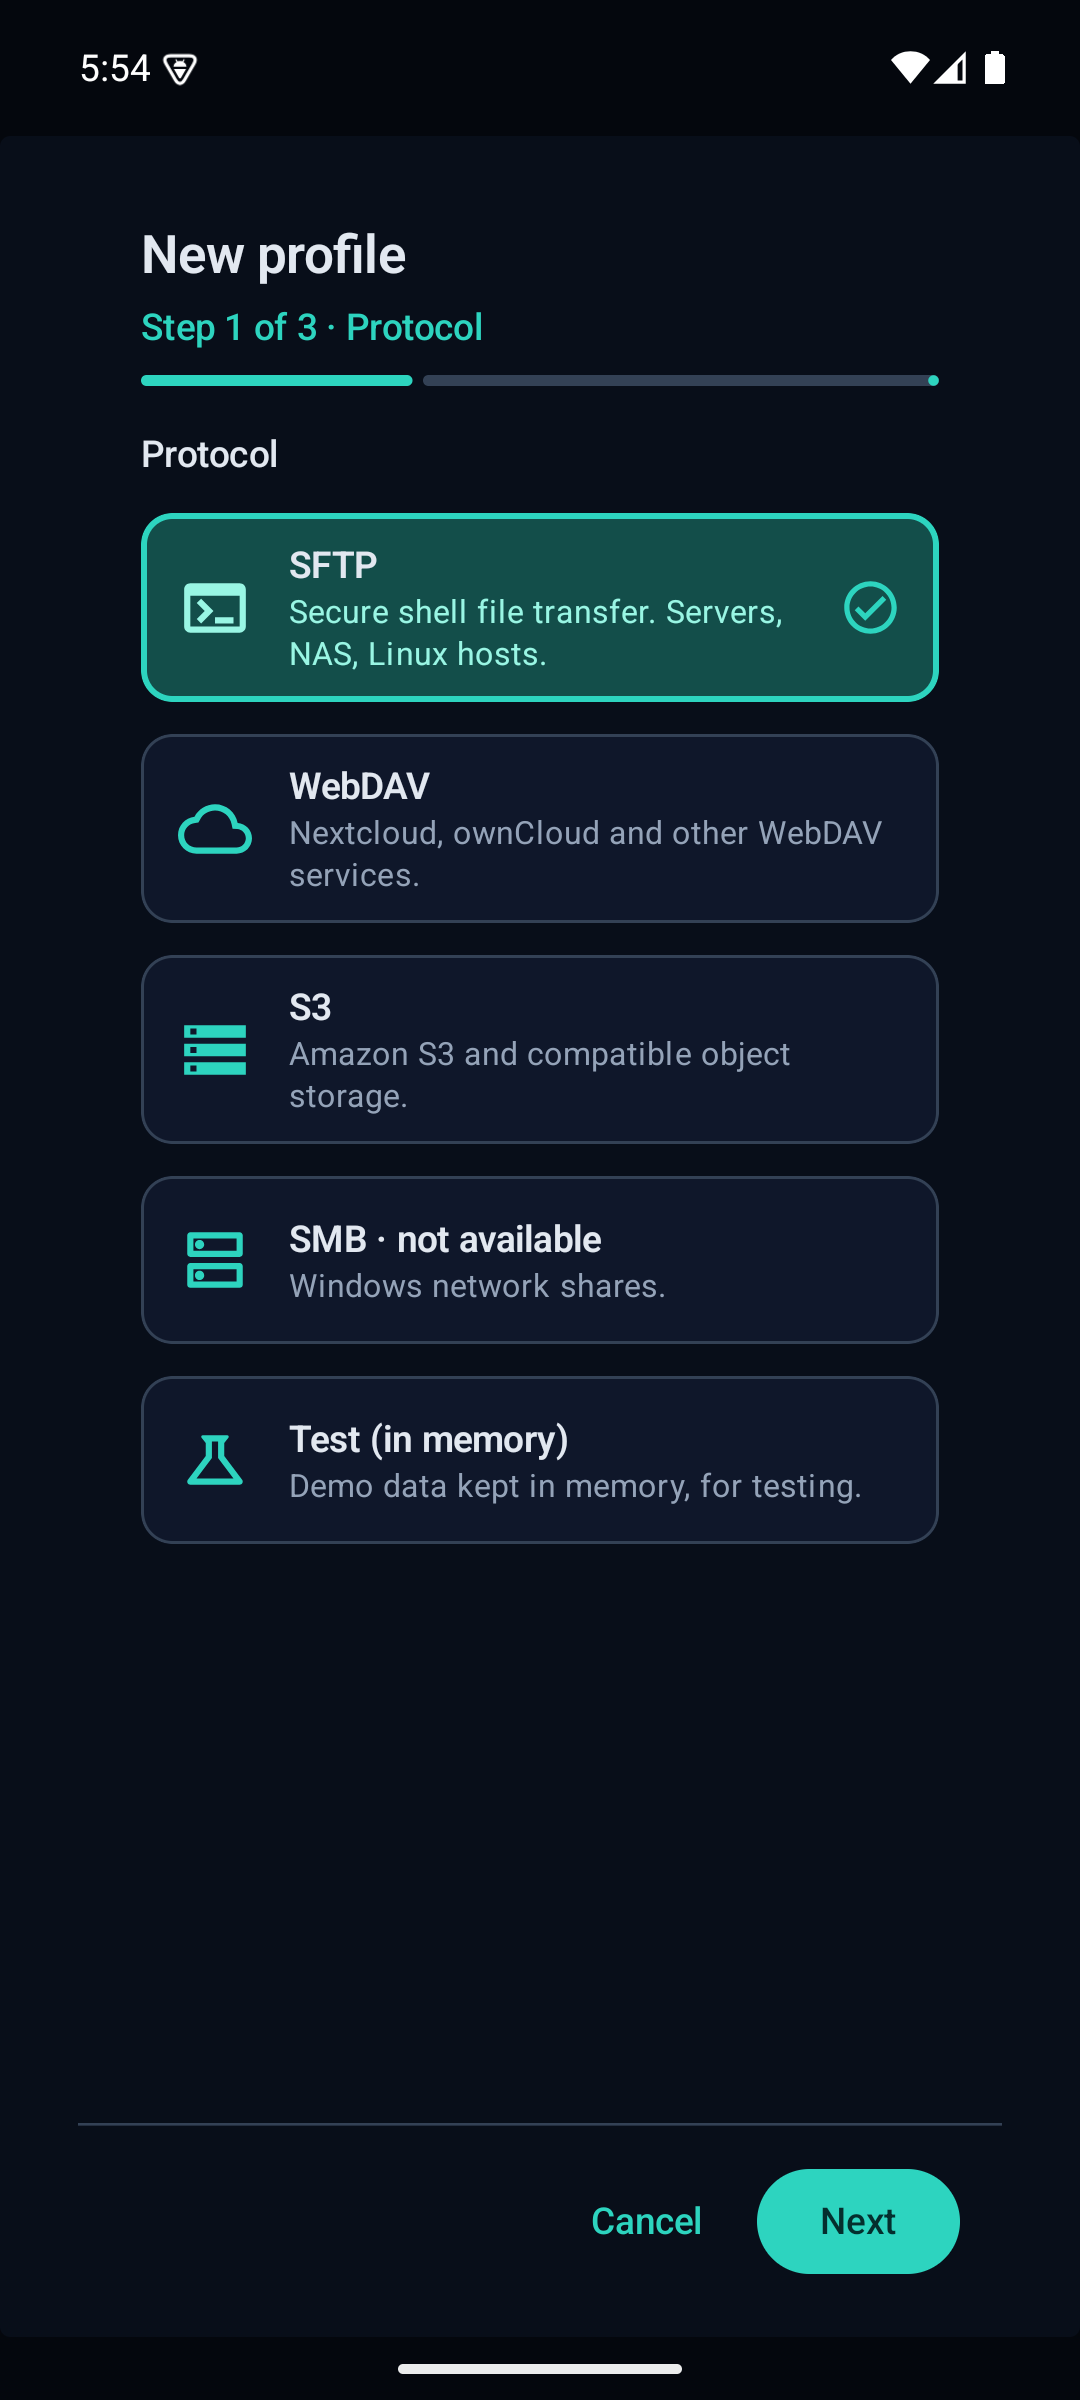 5:54
New profile
Step 1 of 3 · Protocol
Protocol
SFTP
Secure shell file transfer. Servers,
NAS, Linux hosts.
WebDAV
Nextcloud, ownCloud and other WebDAV
services.
S3
Amazon S3 and compatible object
storage.
SMB · not available
Windows network shares.
Test (in memory)
Demo data kept in memory, for testing.
Cancel
Next